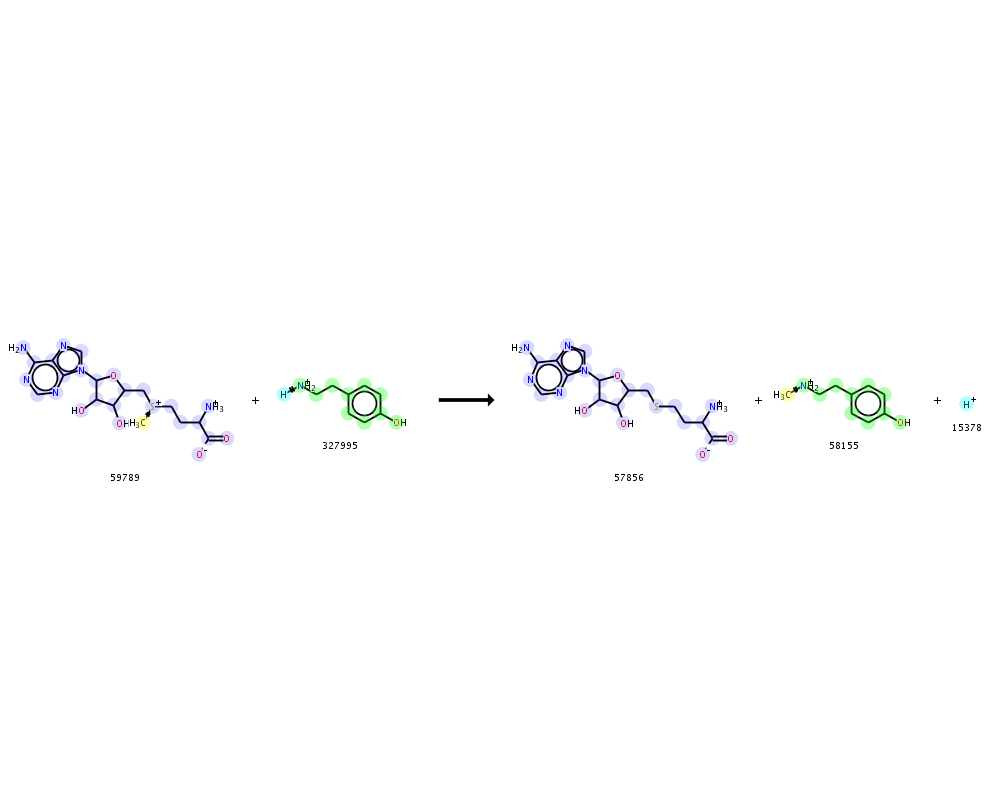 H2N N N N N N O HO OH H3C S+ NH3+ O O-
+
H NH2+ OH
H2N N N N N N O HO OH S NH3+ O O-
+
H3C NH2+ OH
+
H+
59789
327995
57856
58155
15378